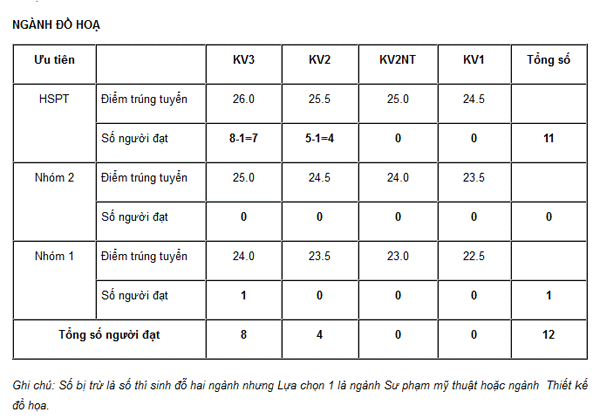 NGÀNH ĐỒ HOẠ
Ưu tiên KV3 KV2 KV2NT KV1 Tổng số
HSPT Điểm trúng tuyển 26.0 25.5 25.0 24.5
Số người đạt 8-1=7 5-1=4 0 0 11
Nhóm 2 Điểm trúng tuyển 25.0 24.5 24.0 23.5
Số người đạt 0 0 0 0 0
Nhóm 1 Điểm trúng tuyển 24.0 23.5 23.0 22.5
Số người đạt 1 0 0 0 1
Tổng số người đạt 8 4 0 0 12
Ghi chú: Số bị trừ là số thí sinh đỗ hai ngành nhưng Lựa chọn 1 là ngành Sư phạm mỹ thuật hoặc ngành Thiết kế
đồ họa.